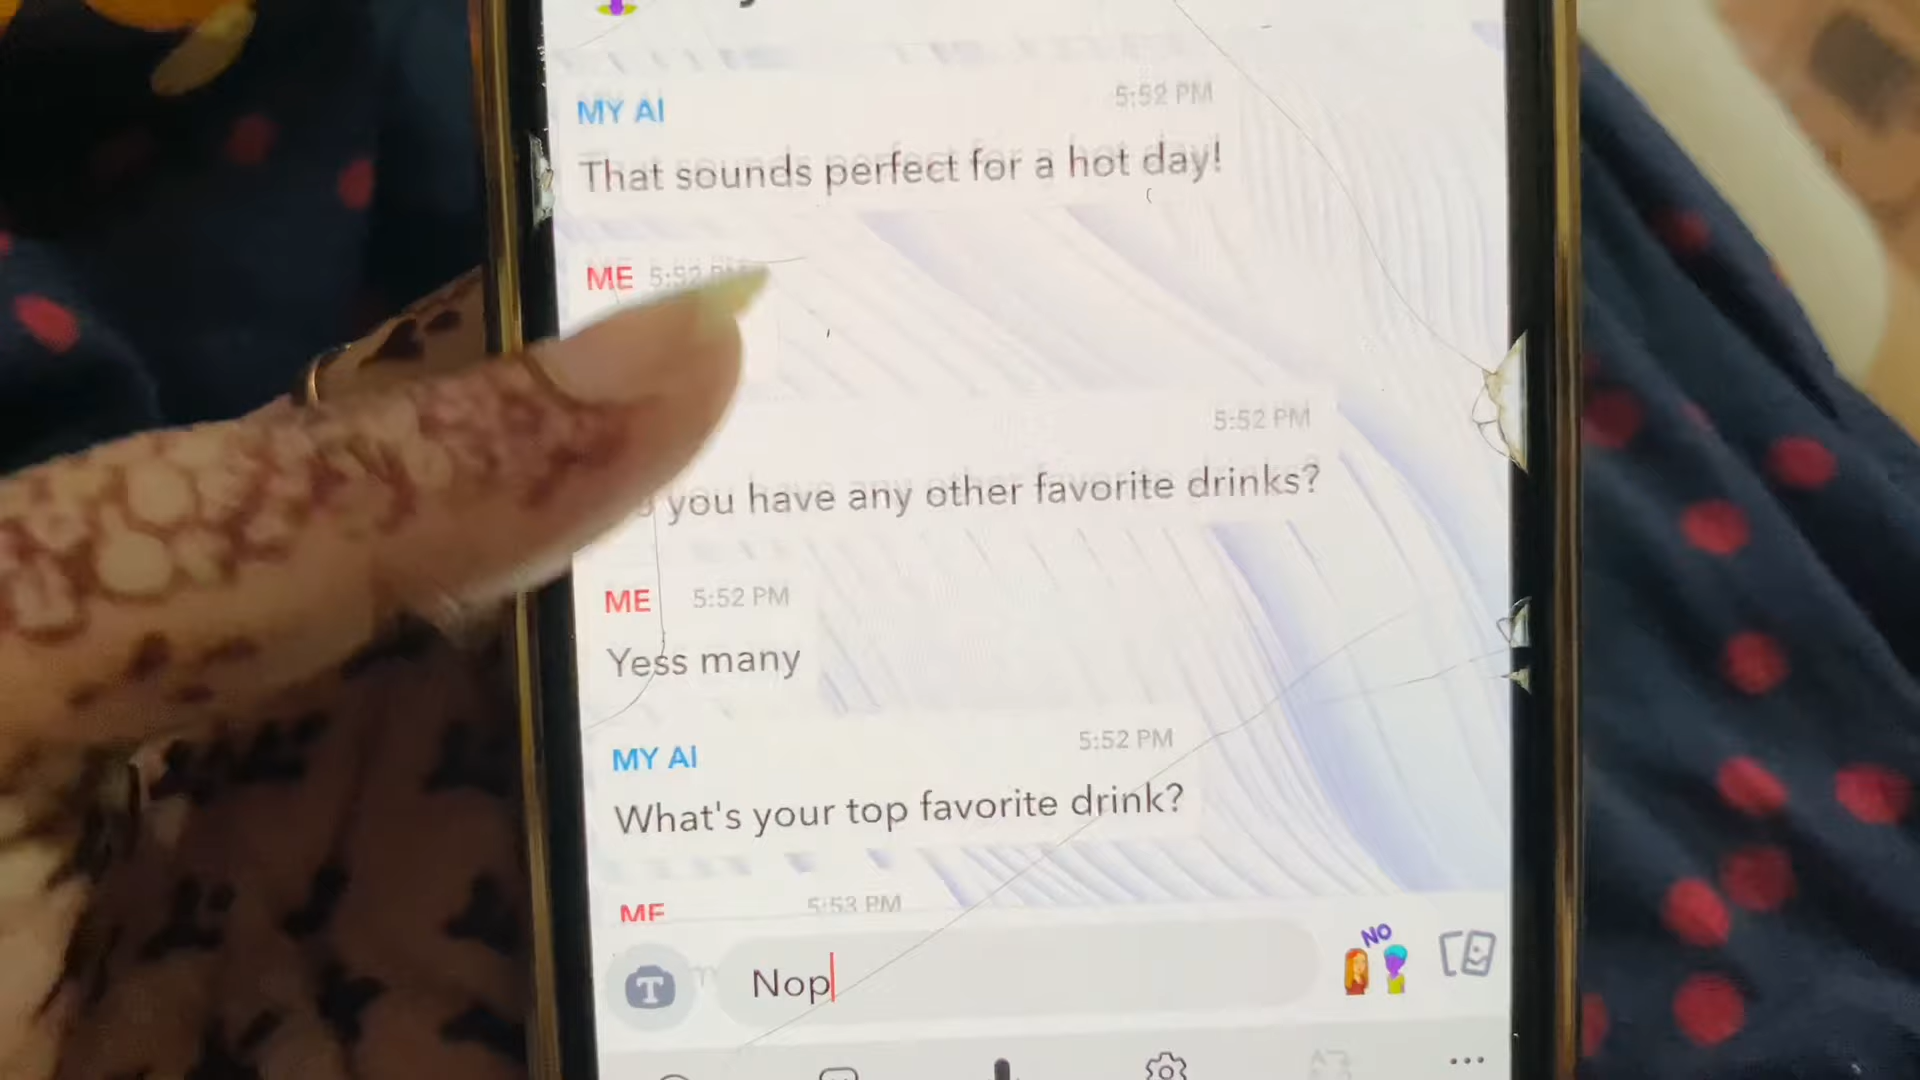 MY AI 5:52 PM
That sounds perfect for a hot day!
ME 5:52
5:52 PM
you have any other favorite drinks?
ME 5:52 PM
Yess many
MY AI 5:52 PM
What's your top favorite drink?
ME 5:53 PM
T Nop
NO